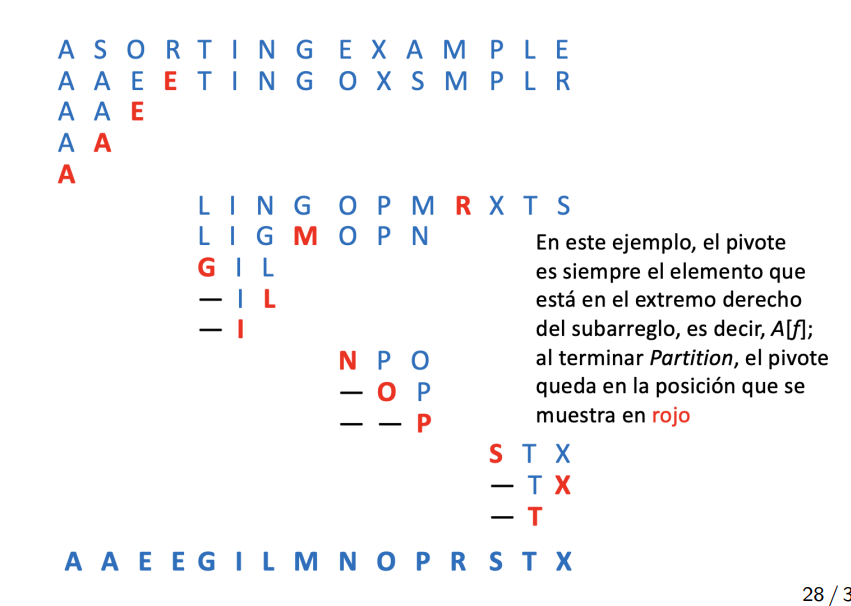 A S O R T I N G E X A M P L E
A A E E T I N G O X S M P L R
A A E
A A
A
L I N G O P M R X T S
L I G M O P N
G I L
— I L
— I
N P O
— O P
— — P
S T X
— T X
— T
En este ejemplo, el pivote
es siempre el elemento que
está en el extremo derecho
del subarreglo, es decir, A[f];
al terminar Partition, el pivote
queda en la posición que se
muestra en rojo
A A E E G I L M N O P R S T X
28 / 3